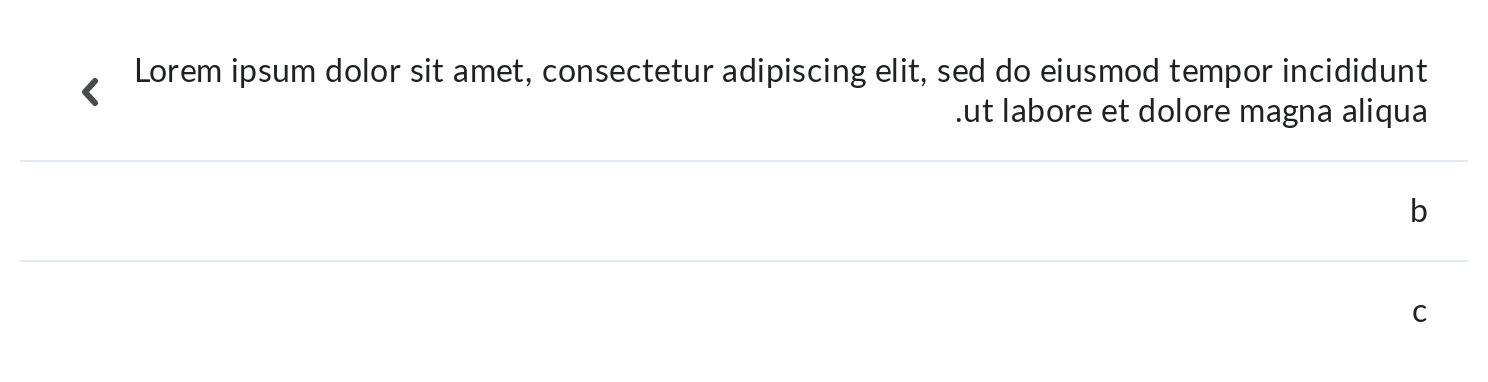 Lorem ipsum dolor sit amet, consectetur adipiscing elit, sed do eiusmod tempor incididunt
.ut labore et dolore magna aliqua
b
c